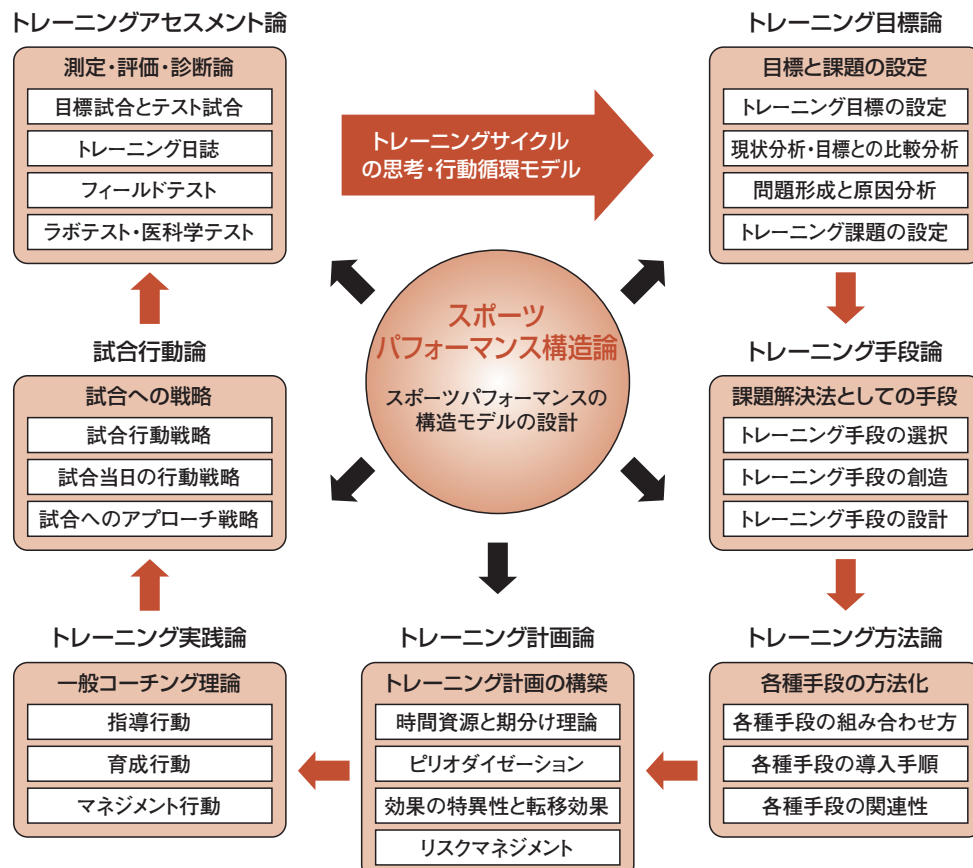 トレーニングアセスメント論
測定・評価・診断論
目標試合とテスト試合
トレーニング日誌
フィールドテスト
ラボテスト・医科学テスト
トレーニングサイクル
の思考・行動循環モデル
トレーニング目標論
目標と課題の設定
トレーニング目標の設定
現状分析・目標との比較分析
問題形成と原因分析
トレーニング課題の設定
スポーツ
パフォーマンス構造論
スポーツパフォーマンスの
構造モデルの設計
試合行動論
試合への戦略
試合行動戦略
試合当日の行動戦略
試合へのアプローチ戦略
トレーニング手段論
課題解決法としての手段
トレーニング手段の選択
トレーニング手段の創造
トレーニング手段の設計
トレーニング実践論
一般コーチング理論
指導行動
育成行動
マネジメント行動
トレーニング計画論
トレーニング計画の構築
時間資源と期分け理論
ピリオダイゼーション
効果の特異性と転移効果
リスクマネジメント
トレーニング方法論
各種手段の方法化
各種手段の組み合わせ方
各種手段の導入手順
各種手段の関連性